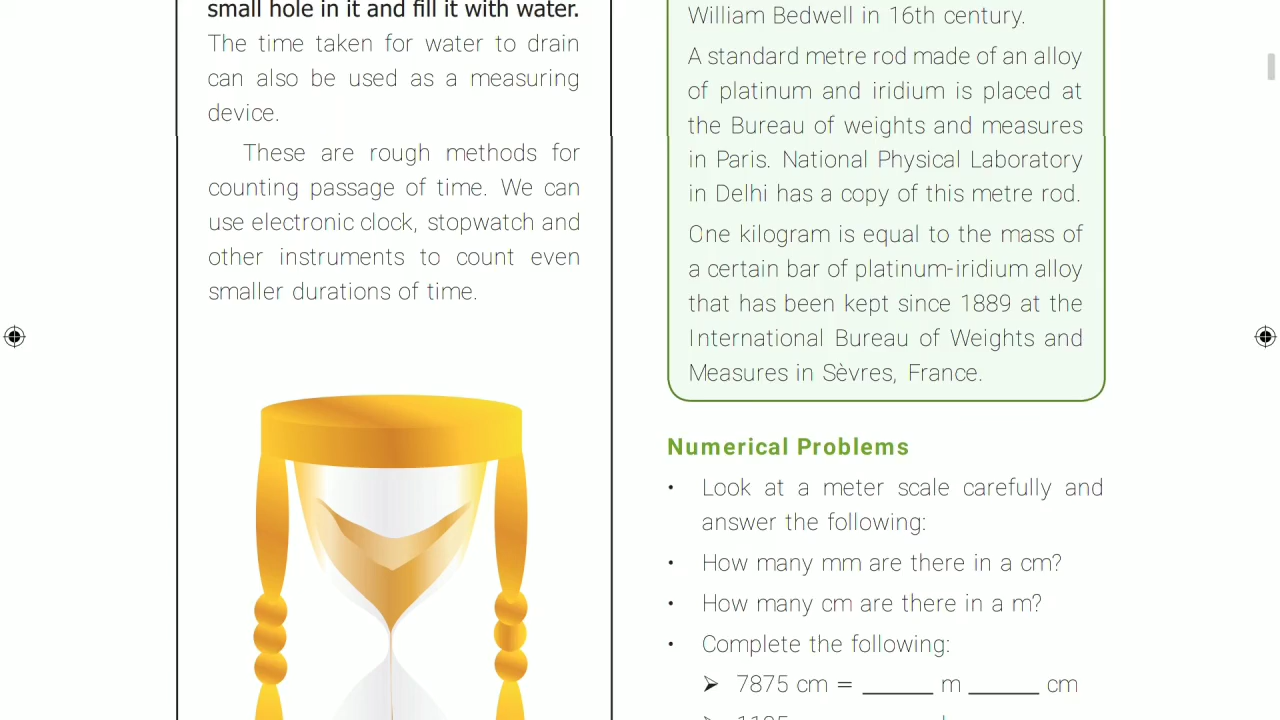 small hole in it and fill it with water.
The time taken for water to drain
can also be used as a measuring
device.
These are rough methods for
counting passage of time. We can
use electronic clock, stopwatch and
other instruments to count even
smaller durations of time.
William Bedwell in 16th century.
A standard metre rod made of an alloy
of platinum and iridium is placed at
the Bureau of weights and measures
in Paris. National Physical Laboratory
in Delhi has a copy of this metre rod.
One kilogram is equal to the mass of
a certain bar of platinum-iridium alloy
that has been kept since 1889 at the
International Bureau of Weights and
Measures in Sèvres, France.
Numerical Problems
• Look at a meter scale carefully and
answer the following:
• How many mm are there in a cm?
• How many cm are there in a m?
• Complete the following:
➢ 7875 cm = ______ m ______ cm